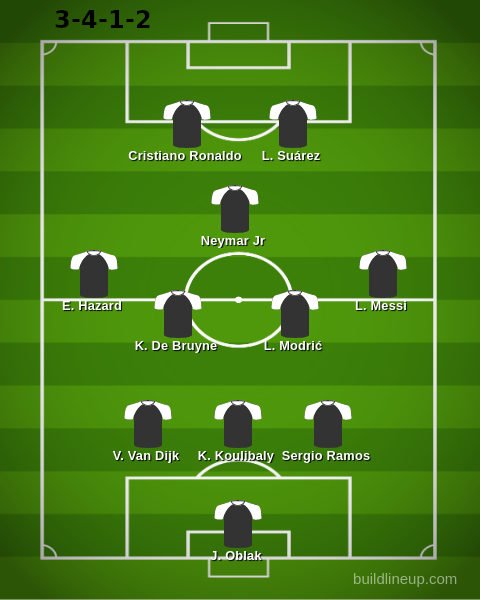 3-4-1-2
Cristiano Ronaldo L. Suárez
Neymar Jr
E. Hazard L. Messi
K. De Bruyne L. Modrić
V. Van Dijk K. Koulibaly Sergio Ramos
J. Oblak
buildlineup.com